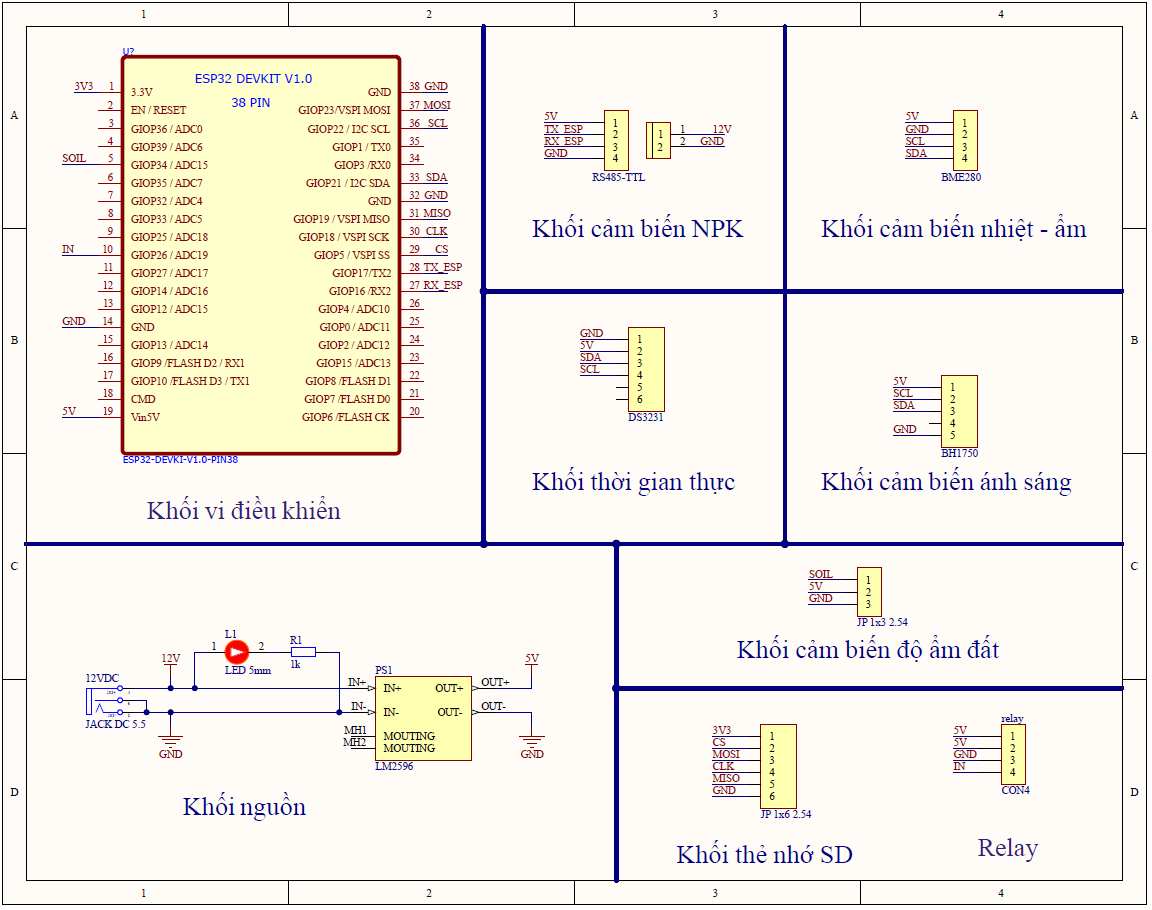 1 2 3 4
A
B
C
D
A
B
C
D
1 2 3 4
U?
ESP32 DEVKIT V1.0
38 PIN
3V3 1 3.3V
2 EN / RESET
3 GIOP36 / ADC0
4 GIOP39 / ADC6
SOIL 5 GIOP34 / ADC15
6 GIOP35 / ADC7
7 GIOP32 / ADC4
8 GIOP33 / ADC5
9 GIOP25 / ADC18
IN 10 GIOP26 / ADC19
11 GIOP27 / ADC17
12 GIOP14 / ADC16
13 GIOP12 / ADC15
GND 14 GND
15 GIOP13 / ADC14
16 GIOP9 /FLASH D2 / RX1
17 GIOP10 /FLASH D3 / TX1
18 CMD
5V 19 Vin5V
GND 38 GND
GIOP23/VSPI MOSI 37 MOSI
GIOP22 / I2C SCL 36 SCL
GIOP1 / TX0 35
GIOP3 /RX0 34
GIOP21 / I2C SDA 33 SDA
GND 32 GND
GIOP19 / VSPI MISO 31 MISO
GIOP18 / VSPI SCK 30 CLK
GIOP5 / VSPI SS 29 CS
GIOP17/TX2 28 TX_ESP
GIOP16 /RX2 27 RX_ESP
GIOP4 / ADC10 26
GIOP0 / ADC11 25
GIOP2 / ADC12 24
GIOP15 /ADC13 23
GIOP8 /FLASH D1 22
GIOP7 /FLASH D0 21
GIOP6 /FLASH CK 20
ESP32-DEVKI-V1.0-PIN38
Khối vi điều khiển
5V 1
TX_ESP 2
RX_ESP 3
GND 4
RS485-TTL
1 1 12V
2 2 GND
Khối cảm biến NPK
5V 1
GND 2
SCL 3
SDA 4
BME280
Khối cảm biến nhiệt - ẩm
GND 1
5V 2
SDA 3
SCL 4
5
6
DS3231
Khối thời gian thực
5V 1
SCL 2
SDA 3
4
GND 5
BH1750
Khối cảm biến ánh sáng
SOIL 1
5V 2
GND 3
JP 1x3 2.54
Khối cảm biến độ ẩm đất
12VDC
JACK DC 5.5
12V
GND
L1
1 2
LED 5mm
R1
1k
PS1
IN+ IN+ OUT+ OUT+
IN- IN- OUT- OUT-
MH1 MOUTING
MH2 MOUTING
LM2596
5V
GND
Khối nguồn
3V3 1
CS 2
MOSI 3
CLK 4
MISO 5
GND 6
JP 1x6 2.54
Khối thẻ nhớ SD
relay
5V 1
5V 2
GND 3
IN 4
CON4
Relay